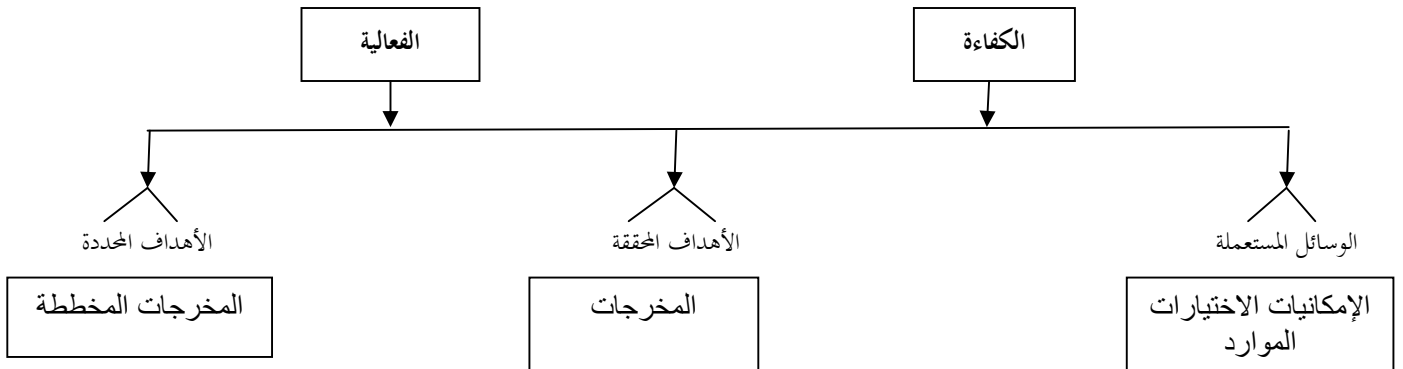 الكفاءة
الفعالية
الوسائل المستعملة
الأهداف المحققة
الأهداف المحددة
الإمكانيات الاختيارات
الموارد
المخرجات
المخرجات المخططة